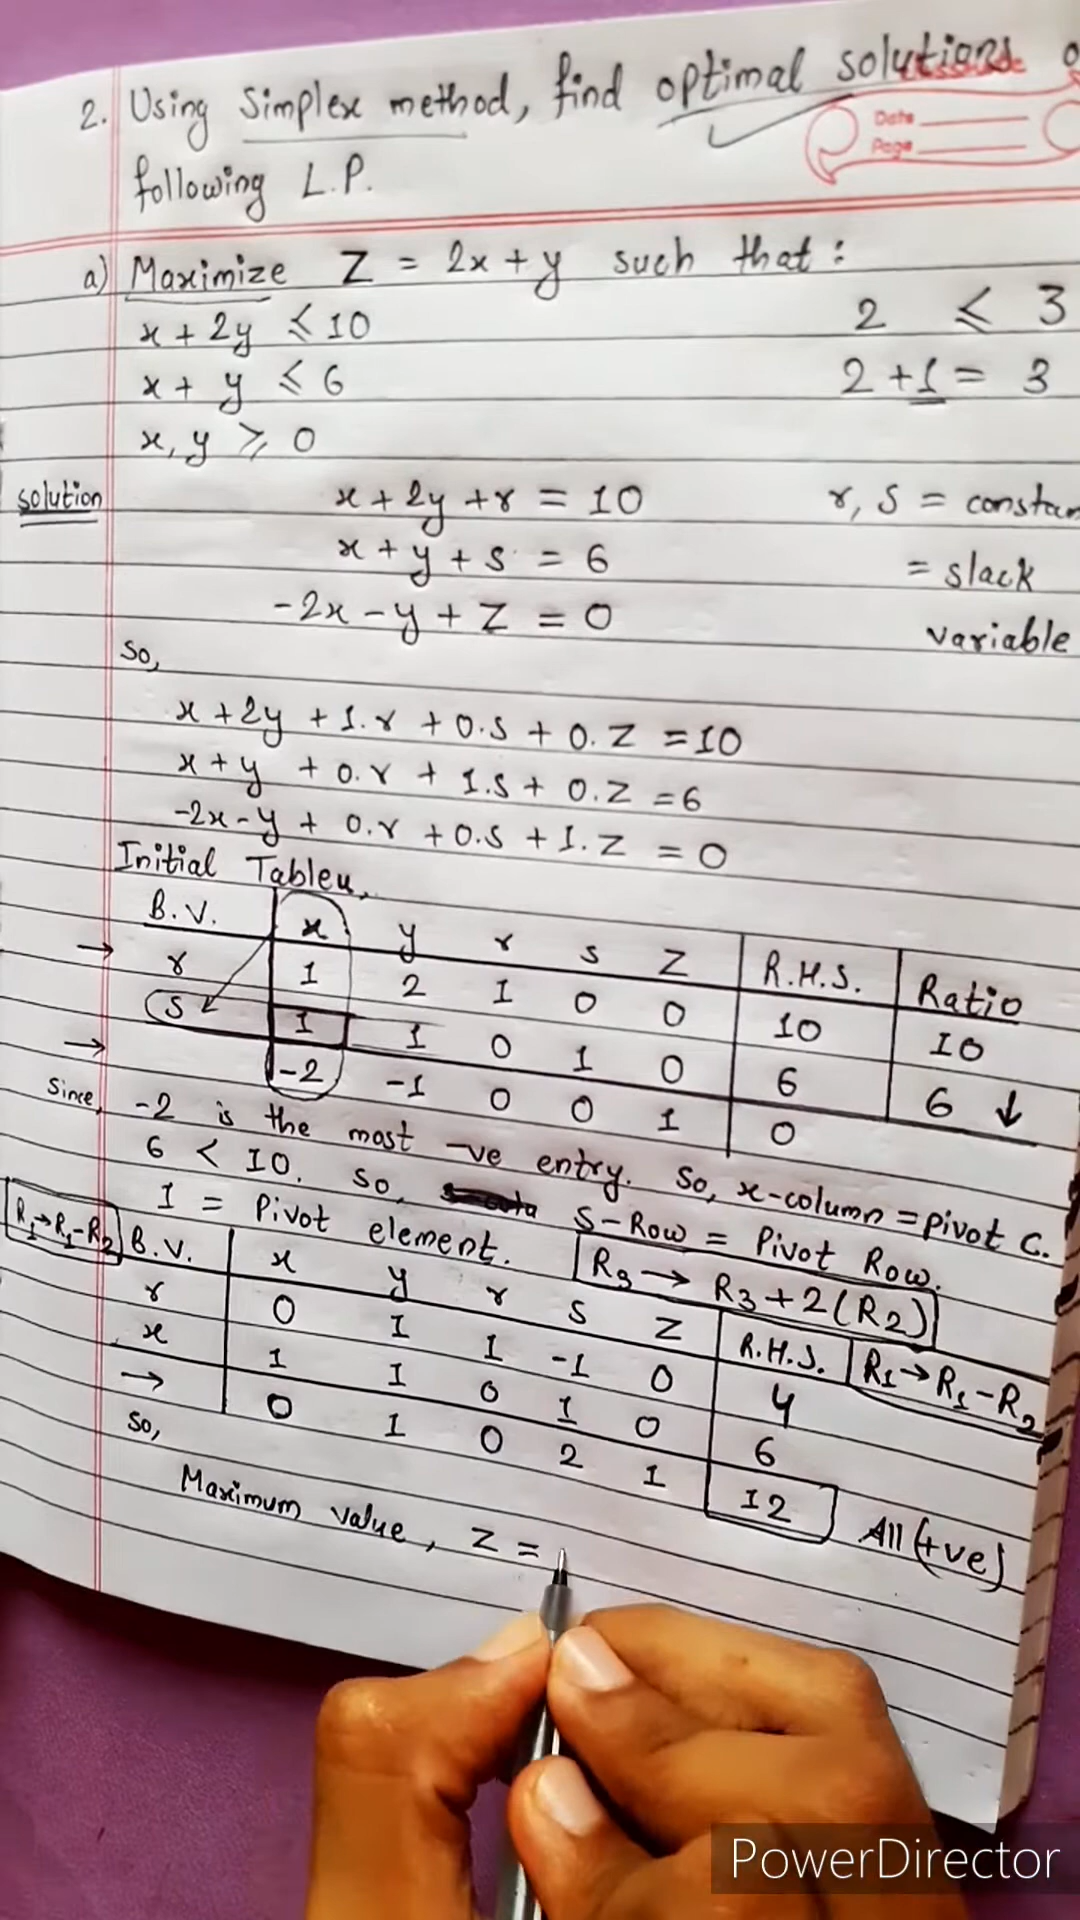 2. Using Simplex method, find optimal solutions
Date
Page
following L.P.
a) Maximize Z = 2x + y such that :
x + 2y ≤ 10 2 ≤ 3
x + y ≤ 6 2 + 1 = 3
x, y ≥ 0
solution x + 2y + r = 10 r, s = constan
x + y + s = 6 = slack
-2x - y + Z = 0 variable
So,
x + 2y + 1.r + 0.s + 0.Z = 10
x + y + 0.r + 1.s + 0.Z = 6
-2x - y + 0.r + 0.s + 1.Z = 0
Initial Tableu,
B.V. x y r s Z R.H.S. Ratio
→ r 1 2 1 0 0 10 10
s 1 1 0 1 0 6 6 ↓
→ -2 -1 0 0 1 0
Since, -2 is the most -ve entry. So, x-column = pivot C.
6 < 10. So, S-Row = Pivot Row.
1 = Pivot element. R3 → R3 + 2(R2)
R1→R1-R2 B.V. x y r s Z R.H.S. R1→R1-R2
r 0 1 1 -1 0 4
x 1 1 0 1 0 6
→ 0 1 0 2 1 12 All (+ve)
So,
Maximum value, Z =
PowerDirector